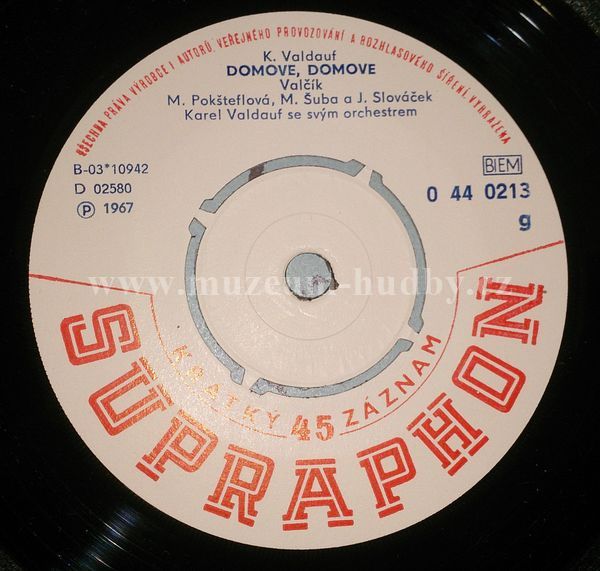 VŠECHNA PRÁVA VÝROBCE I AUTORŮ, VEŘEJNÉHO PROVOZOVÁNÍ A ROZHLASOVÉHO ŠÍŘENÍ VYHRAŽENA
K. Valdauf
DOMOVE, DOMOVE
Valčík
M. Pokšteflová, M. Šuba a J. Slováček
Karel Valdauf se svým orchestrem
B-03*10942
D 02580
Ⓟ 1967
BIEM
0 44 0213
g
www.muzeum-hudby.cz
KRÁTKÝ 45 ZÁZNAM
SUPRAPHON